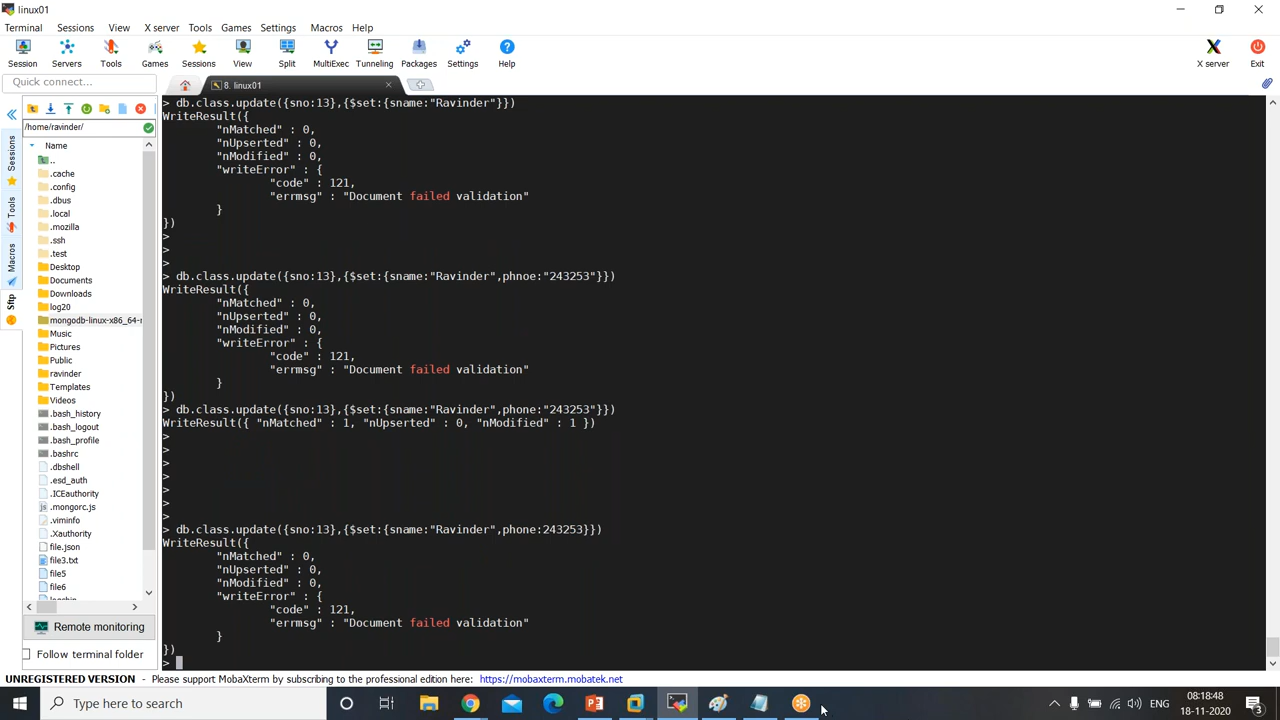 linux01
Terminal Sessions View X server Tools Games Settings Macros Help
Session Servers Tools Games Sessions View Split MultiExec Tunneling Packages Settings Help X server Exit
Quick connect...
8. linux01
/home/ravinder/
Name
..
.cache
.config
.dbus
.local
.mozilla
.ssh
.test
Desktop
Documents
Downloads
log20
mongodb-linux-x86_64-r
Music
Pictures
Public
ravinder
Templates
Videos
.bash_history
.bash_logout
.bash_profile
.bashrc
.dbshell
.esd_auth
.ICEauthority
.mongorc.js
.viminfo
.Xauthority
file.json
file3.txt
file5
file6
Sessions
Tools
Macros
Sftp
Remote monitoring
Follow terminal folder
> db.class.update({sno:13},{$set:{sname:"Ravinder"}})
WriteResult({
"nMatched" : 0,
"nUpserted" : 0,
"nModified" : 0,
"writeError" : {
"code" : 121,
"errmsg" : "Document failed validation"
}
})
>
>
>
> db.class.update({sno:13},{$set:{sname:"Ravinder",phnoe:"243253"}})
WriteResult({
"nMatched" : 0,
"nUpserted" : 0,
"nModified" : 0,
"writeError" : {
"code" : 121,
"errmsg" : "Document failed validation"
}
})
> db.class.update({sno:13},{$set:{sname:"Ravinder",phone:"243253"}})
WriteResult({ "nMatched" : 1, "nUpserted" : 0, "nModified" : 1 })
>
>
>
>
>
>
>
> db.class.update({sno:13},{$set:{sname:"Ravinder",phone:243253}})
WriteResult({
"nMatched" : 0,
"nUpserted" : 0,
"nModified" : 0,
"writeError" : {
"code" : 121,
"errmsg" : "Document failed validation"
}
})
>
UNREGISTERED VERSION - Please support MobaXterm by subscribing to the professional edition here: https://mobaxterm.mobatek.net
Type here to search
ENG
08:18:48
18-11-2020
3